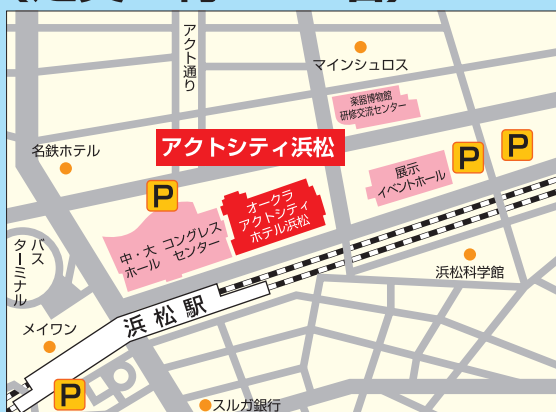 アクト通り
マインシュロス
楽器博物館
研修交流センター
アクトシティ浜松
名鉄ホテル
P
P
P
展示
イベントホール
オークラ
アクトシティ
ホテル浜松
中・大
ホール
コングレス
センター
バス
ターミナル
浜松科学館
浜松駅
メイワン
P
スルガ銀行